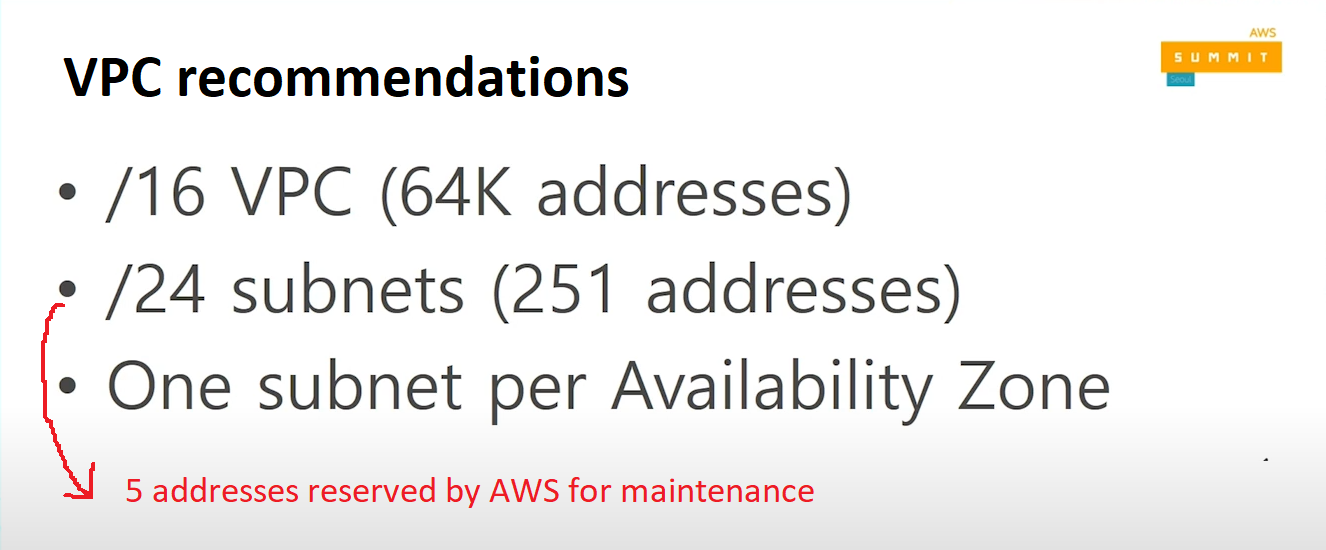 AWS
SUMMIT
Seoul
VPC recommendations
• /16 VPC (64K addresses)
• /24 subnets (251 addresses)
• One subnet per Availability Zone
5 addresses reserved by AWS for maintenance